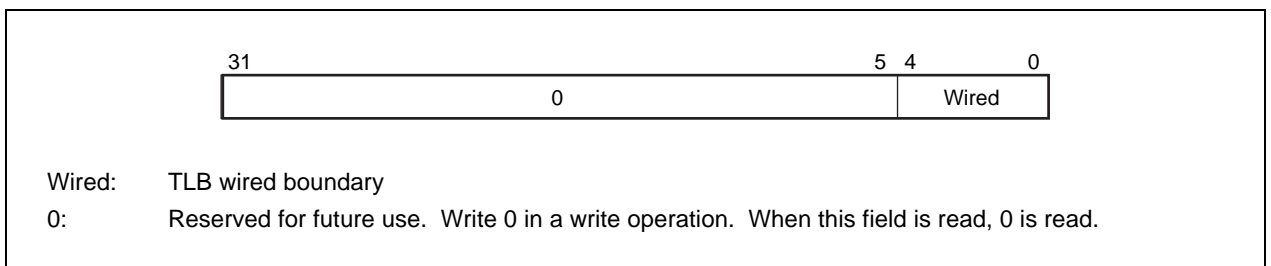 31 5 4 0
0 Wired
Wired: TLB wired boundary
0: Reserved for future use. Write 0 in a write operation. When this field is read, 0 is read.